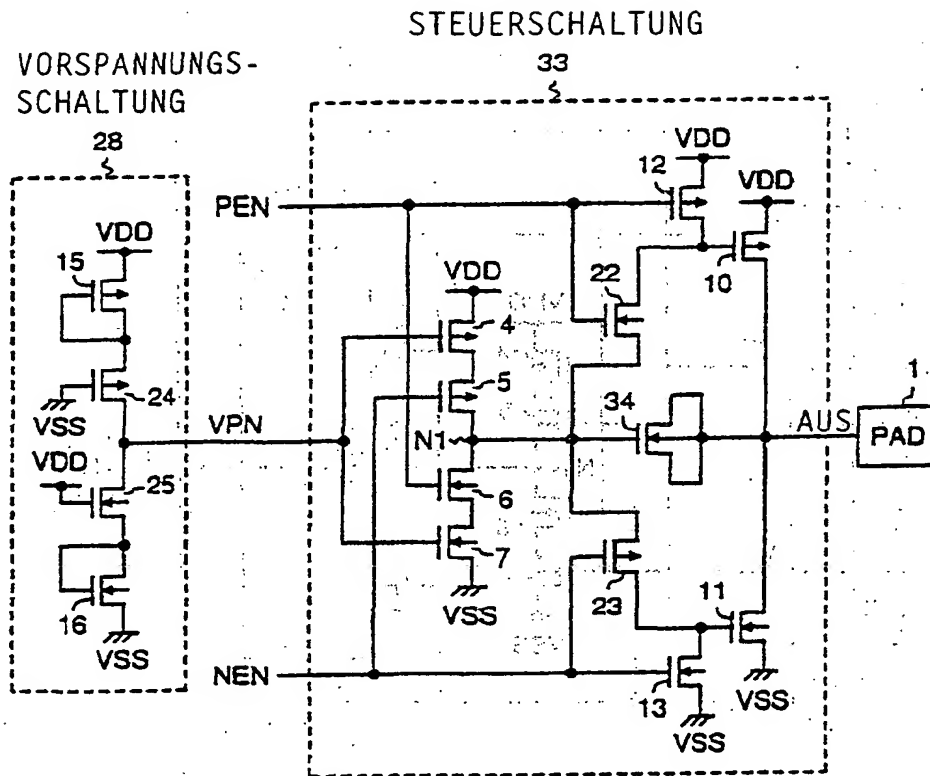 STEUERSCHALTUNG
33
VORSPANNUNGS-
SCHALTUNG
28
VDD
15
24
VSS
VDD
25
16
VSS
VPN
PEN
NEN
VDD
4
5
N1
6
7
VSS
12
VDD
VDD
10
22
34
23
11
VSS
13
VSS
AUS
1
PAD